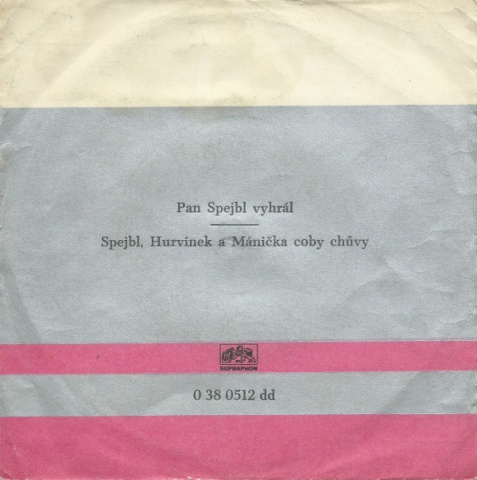 Pan Spejbl vyhrál
Spejbl, Hurvínek a Mánička coby chůvy
SUPRAPHON
0 38 0512 dd